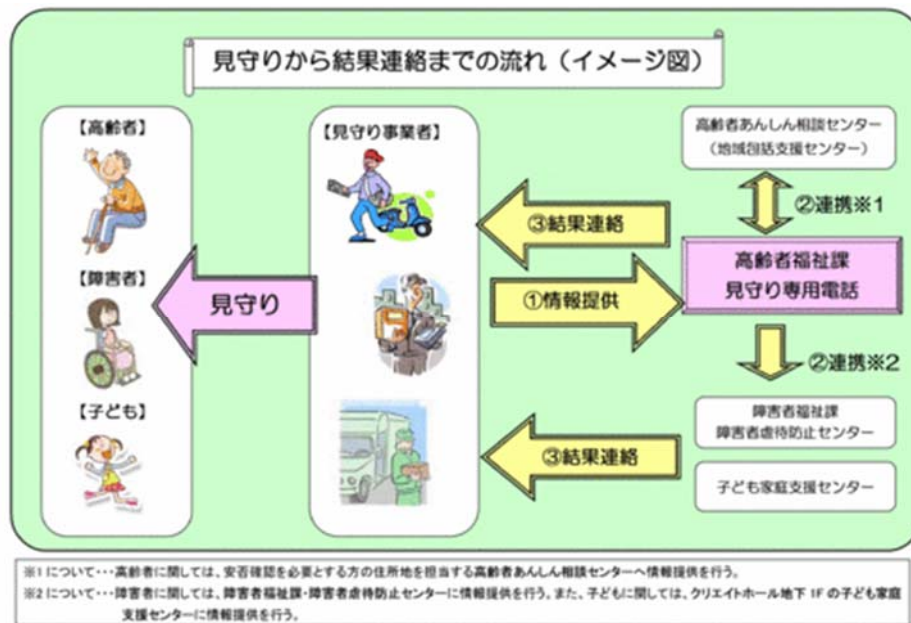 見守りから結果連絡までの流れ（イメージ図）
【高齢者】
【障害者】
【子ども】
見守り
【見守り事業者】
③結果連絡
①情報提供
③結果連絡
高齢者あんしん相談センター
（地域包括支援センター）
②連携※1
高齢者福祉課
見守り専用電話
②連携※2
障害者福祉課
障害者虐待防止センター
子ども家庭支援センター
※1について･･･高齢者に関しては、安否確認を必要とする方の住所地を担当する高齢者あんしん相談センターへ情報提供を行う。
※2について･･･障害者に関しては、障害者福祉課･障害者虐待防止センターに情報提供を行う。また、子どもに関しては、クリエイトホール地下1Fの子ども家庭
支援センターに情報提供を行う。